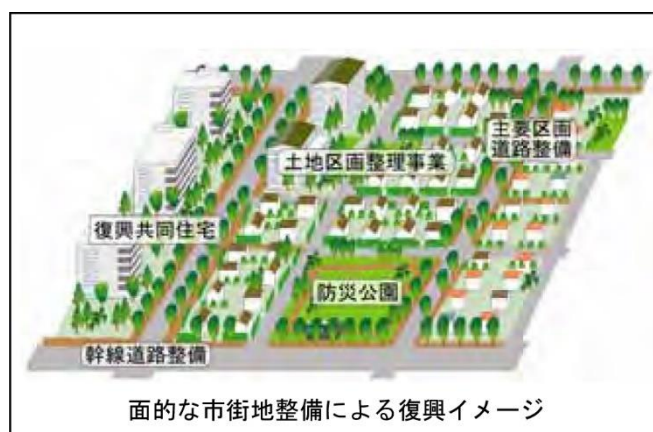 主要区画
道路整備
土地区画整理事業
復興共同住宅
防災公園
幹線道路整備
面的な市街地整備による復興イメージ